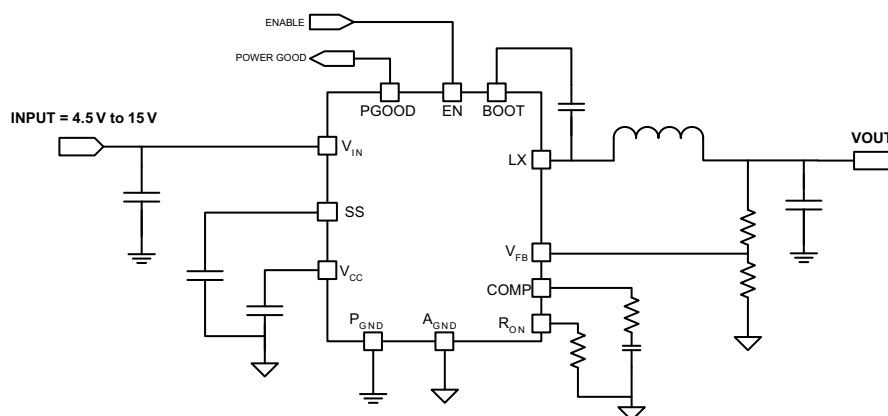 ENABLE
POWER GOOD
PGOOD
EN
BOOT
INPUT = 4.5 V to 15 V
VIN
LX
VOUT
SS
VFB
VCC
COMP
PGND
AGND
RON